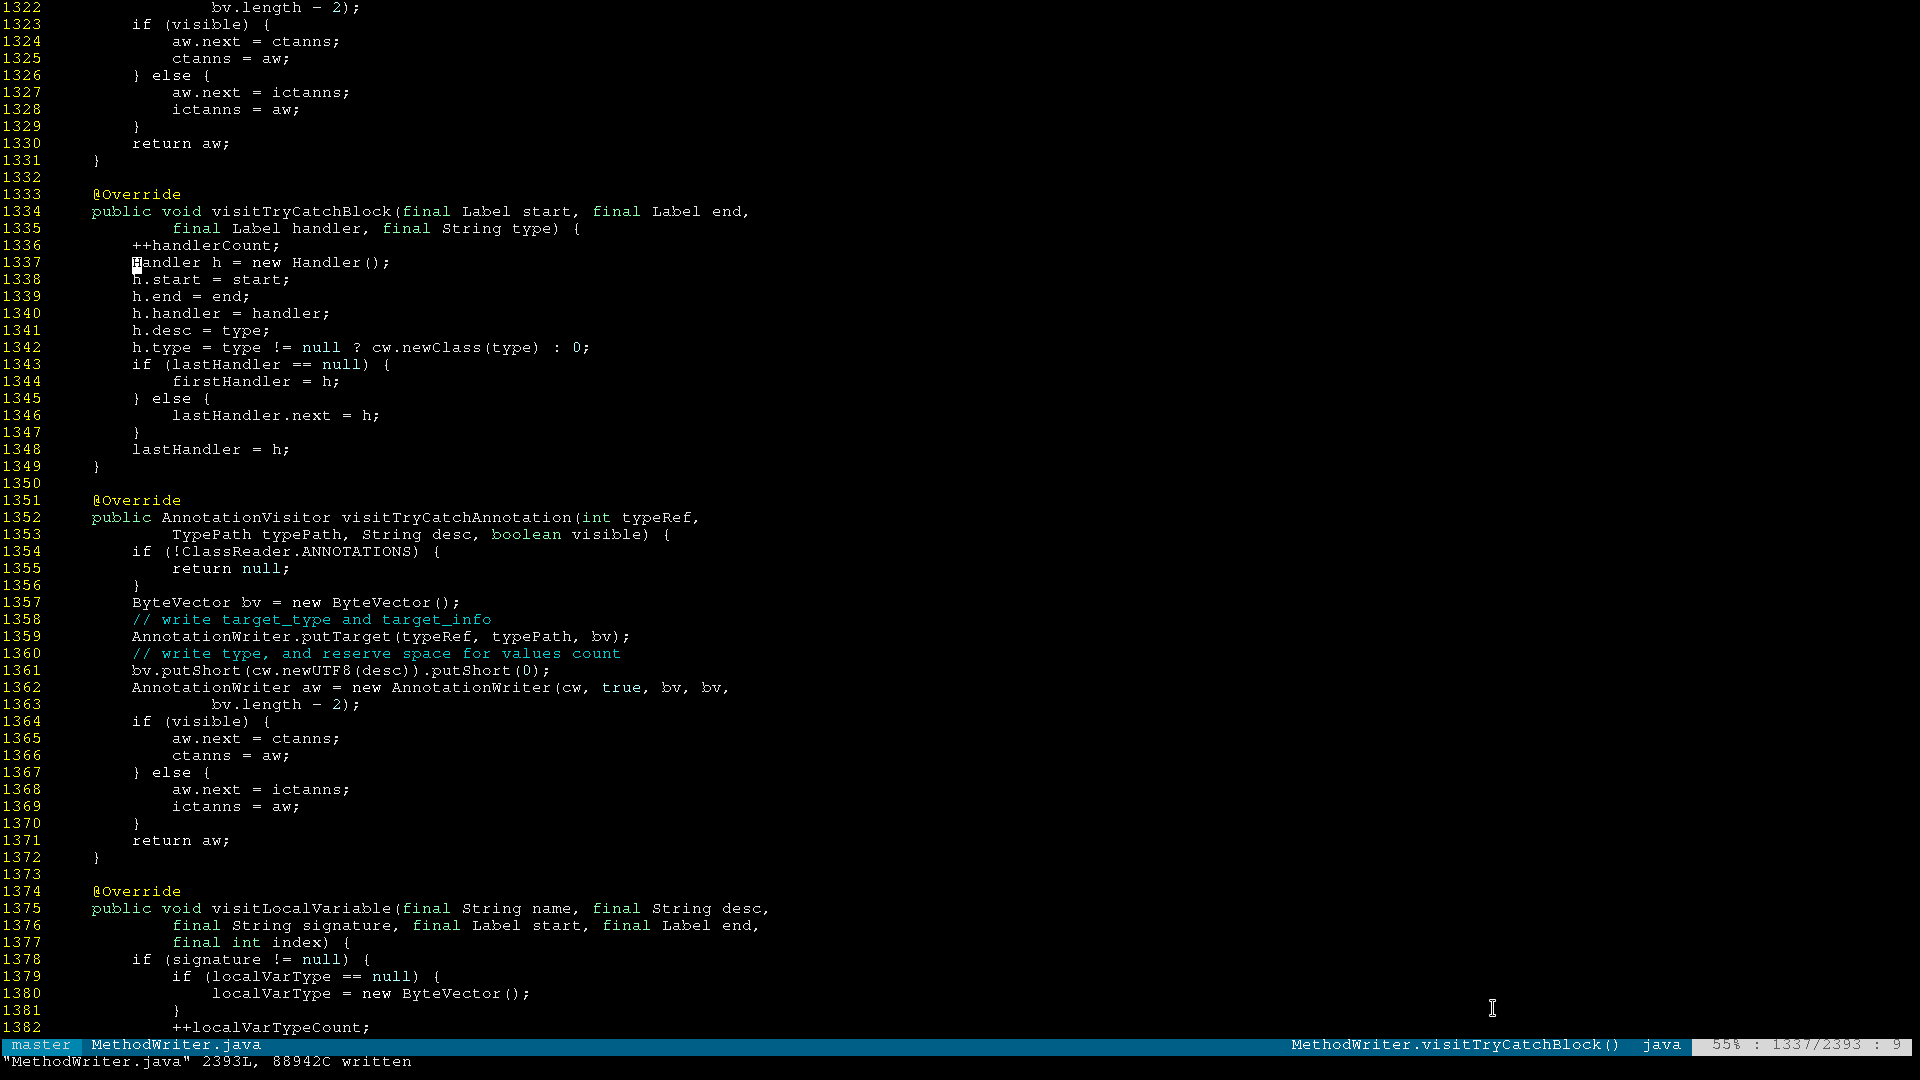 1322                 bv.length - 2);
1323         if (visible) {
1324             aw.next = ctanns;
1325             ctanns = aw;
1326         } else {
1327             aw.next = ictanns;
1328             ictanns = aw;
1329         }
1330         return aw;
1331     }
1332
1333     @Override
1334     public void visitTryCatchBlock(final Label start, final Label end,
1335             final Label handler, final String type) {
1336         ++handlerCount;
1337         Handler h = new Handler();
1338         h.start = start;
1339         h.end = end;
1340         h.handler = handler;
1341         h.desc = type;
1342         h.type = type != null ? cw.newClass(type) : 0;
1343         if (lastHandler == null) {
1344             firstHandler = h;
1345         } else {
1346             lastHandler.next = h;
1347         }
1348         lastHandler = h;
1349     }
1350
1351     @Override
1352     public AnnotationVisitor visitTryCatchAnnotation(int typeRef,
1353             TypePath typePath, String desc, boolean visible) {
1354         if (!ClassReader.ANNOTATIONS) {
1355             return null;
1356         }
1357         ByteVector bv = new ByteVector();
1358         // write target_type and target_info
1359         AnnotationWriter.putTarget(typeRef, typePath, bv);
1360         // write type, and reserve space for values count
1361         bv.putShort(cw.newUTF8(desc)).putShort(0);
1362         AnnotationWriter aw = new AnnotationWriter(cw, true, bv, bv,
1363                 bv.length - 2);
1364         if (visible) {
1365             aw.next = ctanns;
1366             ctanns = aw;
1367         } else {
1368             aw.next = ictanns;
1369             ictanns = aw;
1370         }
1371         return aw;
1372     }
1373
1374     @Override
1375     public void visitLocalVariable(final String name, final String desc,
1376             final String signature, final Label start, final Label end,
1377             final int index) {
1378         if (signature != null) {
1379             if (localVarType == null) {
1380                 localVarType = new ByteVector();
1381             }
1382             ++localVarTypeCount;
master  MethodWriter.java  MethodWriter.visitTryCatchBlock()  java  55% : 1337/2393 : 9
"MethodWriter.java" 2393L, 88942C written